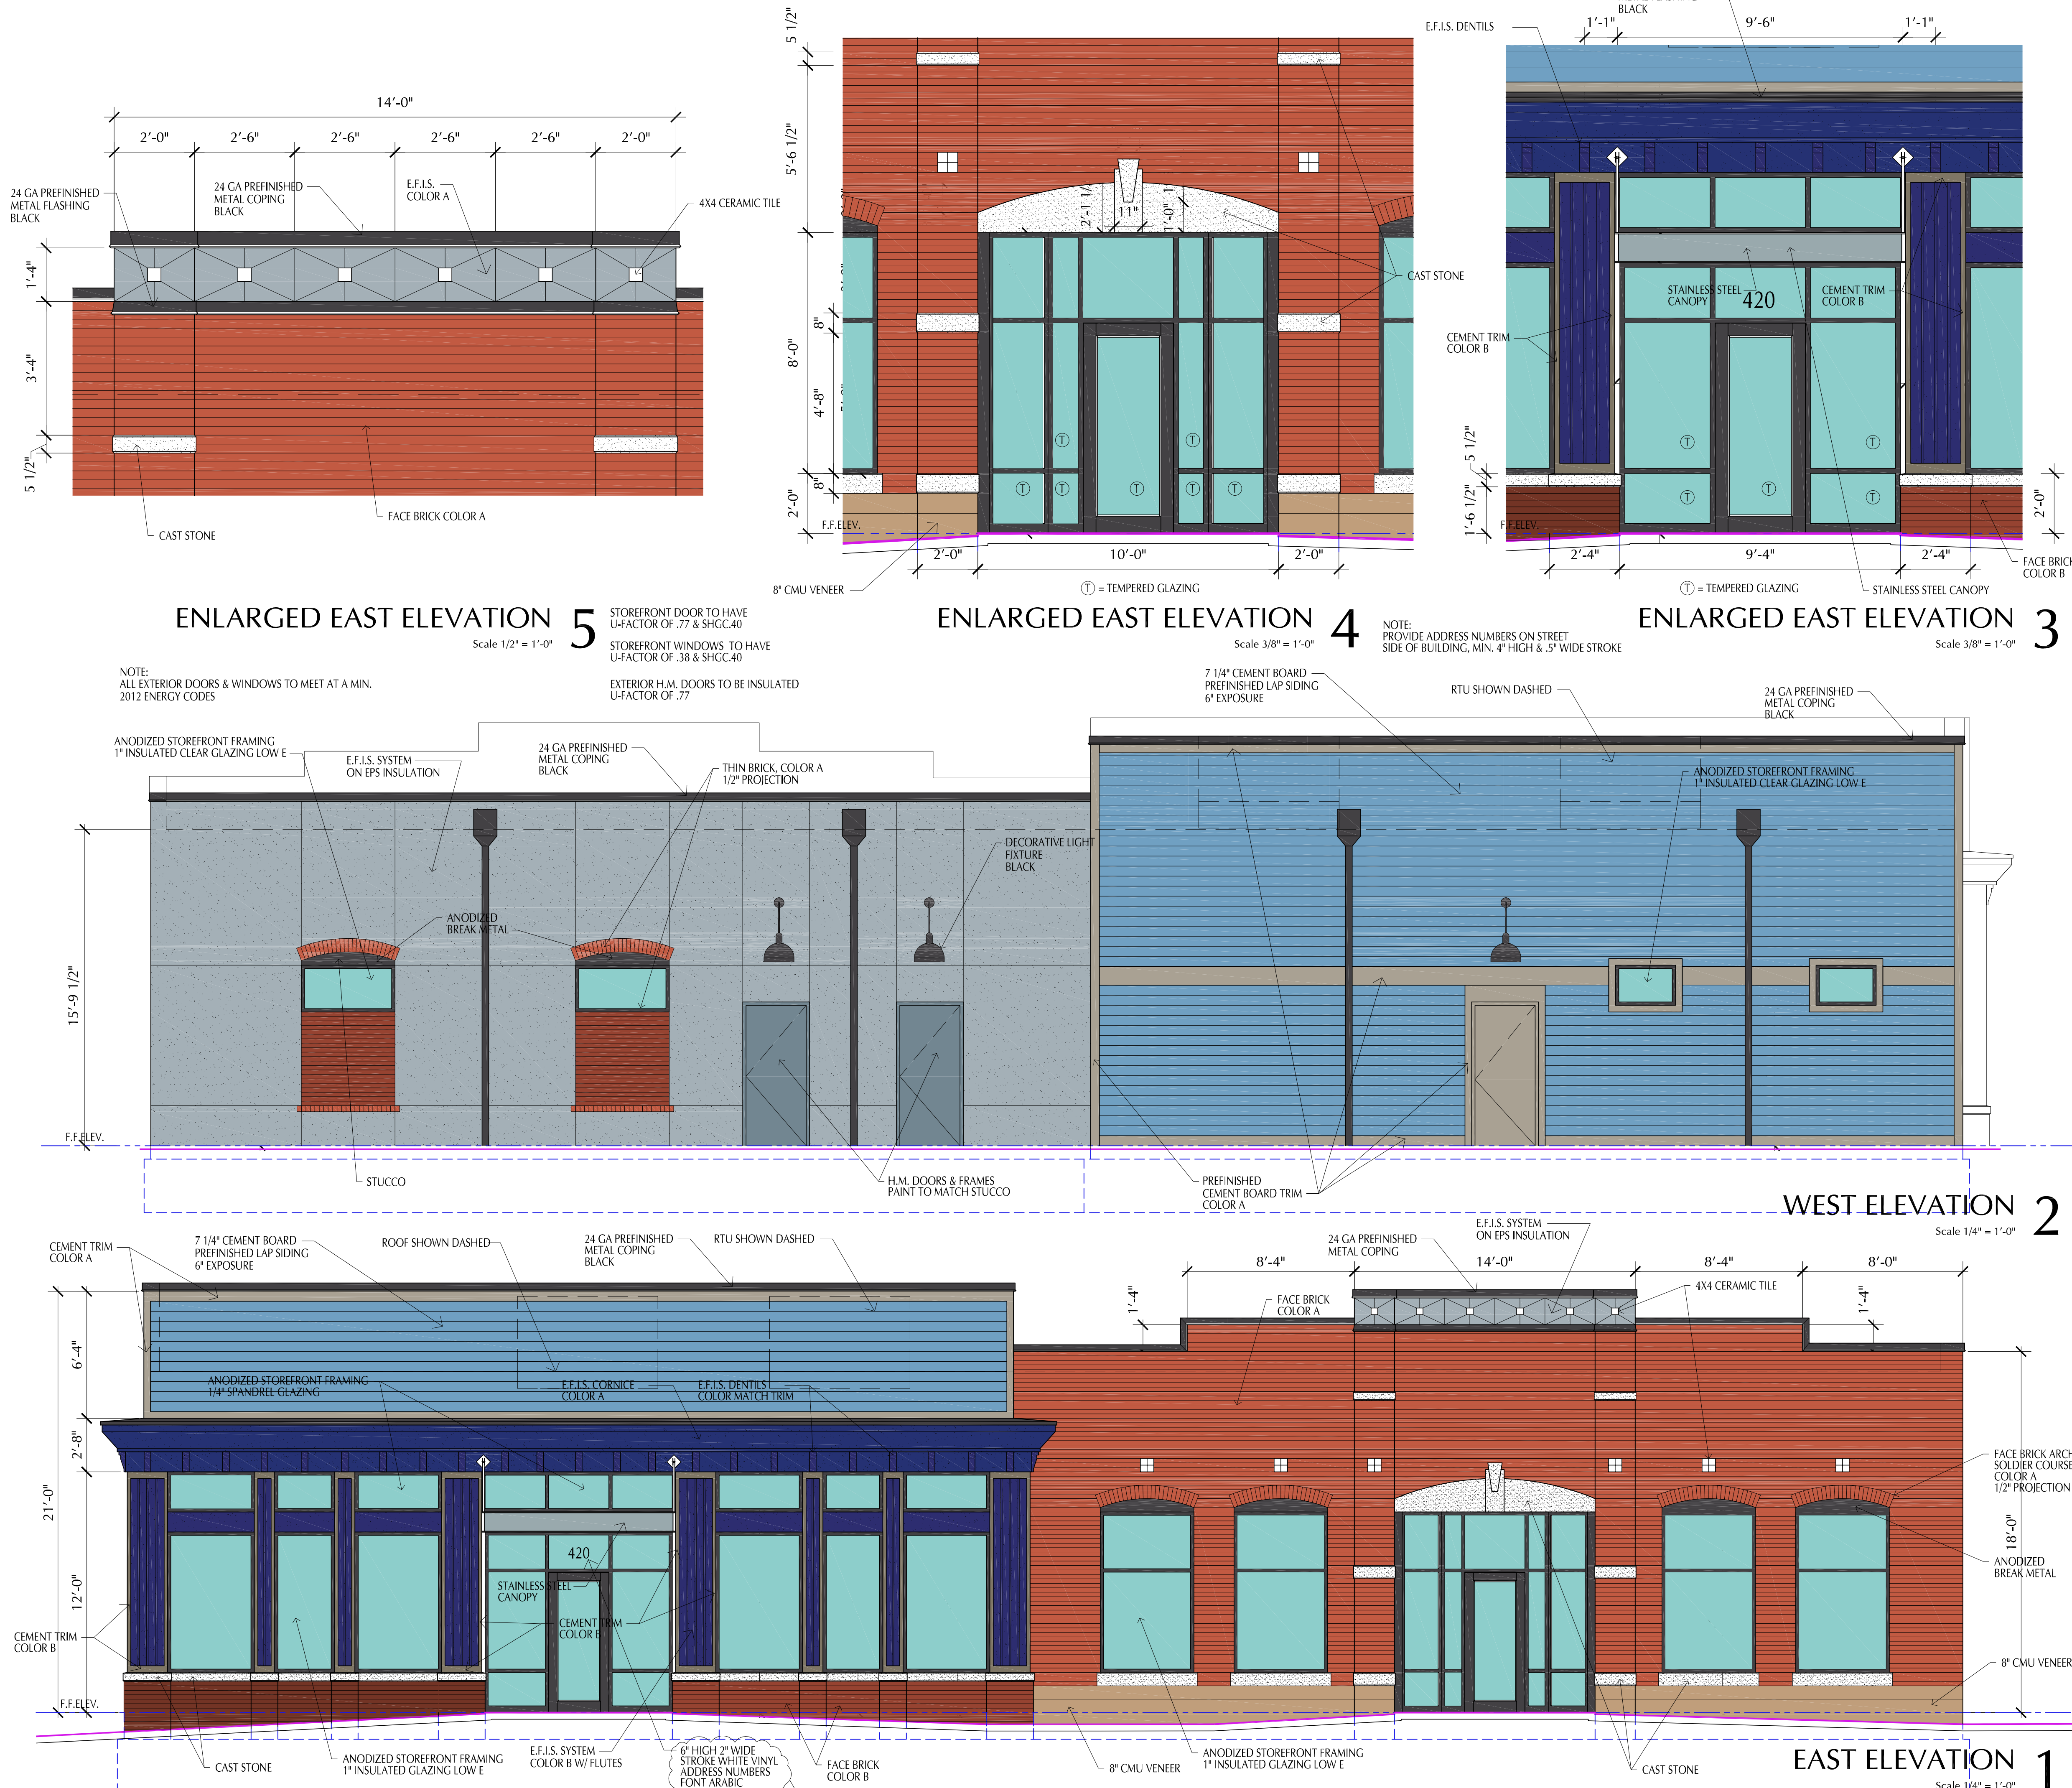 14'-0"
2'-0"
2'-6"
2'-6"
2'-6"
2'-6"
2'-0"
24 GA PREFINISHED
METAL FLASHING
BLACK
24 GA PREFINISHED
METAL COPING
BLACK
E.F.I.S.
COLOR A
4X4 CERAMIC TILE
1'-4"
3'-4"
5 1/2"
CAST STONE
FACE BRICK COLOR A
ENLARGED EAST ELEVATION 5
Scale 1/2" = 1'-0"
5 1/2"
5'-6 1/2"
8'-0"
8"
4'-8"
8"
2'-0"
11"
1'-0"
CAST STONE
T
T
T
T
T
T
T
F.F.ELEV.
2'-0"
10'-0"
2'-0"
8" CMU VENEER
T = TEMPERED GLAZING
ENLARGED EAST ELEVATION 4
Scale 3/8" = 1'-0"
BLACK
E.F.I.S. DENTILS
1'-1"
9'-6"
1'-1"
STAINLESS STEEL
CANOPY
420
CEMENT TRIM
COLOR B
CEMENT TRIM
COLOR B
T
T
T
T
T
5 1/2"
1'-6 1/2"
2'-0"
F.F.ELEV.
2'-4"
9'-4"
2'-4"
FACE BRICK
COLOR B
T = TEMPERED GLAZING
STAINLESS STEEL CANOPY
ENLARGED EAST ELEVATION 3
Scale 3/8" = 1'-0"
STOREFRONT DOOR TO HAVE
U-FACTOR OF .77 & SHGC.40
STOREFRONT WINDOWS TO HAVE
U-FACTOR OF .38 & SHGC.40
EXTERIOR H.M. DOORS TO BE INSULATED
U-FACTOR OF .77
NOTE:
PROVIDE ADDRESS NUMBERS ON STREET
SIDE OF BUILDING, MIN. 4" HIGH & .5" WIDE STROKE
NOTE:
ALL EXTERIOR DOORS & WINDOWS TO MEET AT A MIN.
2012 ENERGY CODES
ANODIZED STOREFRONT FRAMING
1" INSULATED CLEAR GLAZING LOW E
E.F.I.S. SYSTEM
ON EPS INSULATION
24 GA PREFINISHED
METAL COPING
BLACK
THIN BRICK, COLOR A
1/2" PROJECTION
7 1/4" CEMENT BOARD
PREFINISHED LAP SIDING
6" EXPOSURE
RTU SHOWN DASHED
24 GA PREFINISHED
METAL COPING
BLACK
ANODIZED STOREFRONT FRAMING
1" INSULATED CLEAR GLAZING LOW E
DECORATIVE LIGHT
FIXTURE
BLACK
ANODIZED
BREAK METAL
15'-9 1/2"
F.F.ELEV.
STUCCO
H.M. DOORS & FRAMES
PAINT TO MATCH STUCCO
PREFINISHED
CEMENT BOARD TRIM
COLOR A
WEST ELEVATION 2
Scale 1/4" = 1'-0"
CEMENT TRIM
COLOR A
7 1/4" CEMENT BOARD
PREFINISHED LAP SIDING
6" EXPOSURE
ROOF SHOWN DASHED
24 GA PREFINISHED
METAL COPING
BLACK
RTU SHOWN DASHED
24 GA PREFINISHED
METAL COPING
E.F.I.S. SYSTEM
ON EPS INSULATION
8'-4"
14'-0"
8'-4"
8'-0"
4X4 CERAMIC TILE
FACE BRICK
COLOR A
1'-4"
1'-4"
6'-4"
2'-8"
21'-0"
12'-0"
ANODIZED STOREFRONT FRAMING
1/4" SPANDREL GLAZING
E.F.I.S. CORNICE
COLOR A
E.F.I.S. DENTILS
COLOR MATCH TRIM
FACE BRICK ARCH
SOLDIER COURSE
COLOR A
1/2" PROJECTION
18'-0"
420
STAINLESS STEEL
CANOPY
CEMENT TRIM
COLOR B
CEMENT TRIM
COLOR B
ANODIZED
BREAK METAL
8" CMU VENEER
F.F.ELEV.
CAST STONE
ANODIZED STOREFRONT FRAMING
1" INSULATED GLAZING LOW E
E.F.I.S. SYSTEM
COLOR B W/ FLUTES
6" HIGH 2" WIDE
STROKE WHITE VINYL
ADDRESS NUMBERS
FONT ARABIC
FACE BRICK
COLOR B
8" CMU VENEER
ANODIZED STOREFRONT FRAMING
1" INSULATED GLAZING LOW E
CAST STONE
EAST ELEVATION 1
Scale 1/4" = 1'-0"